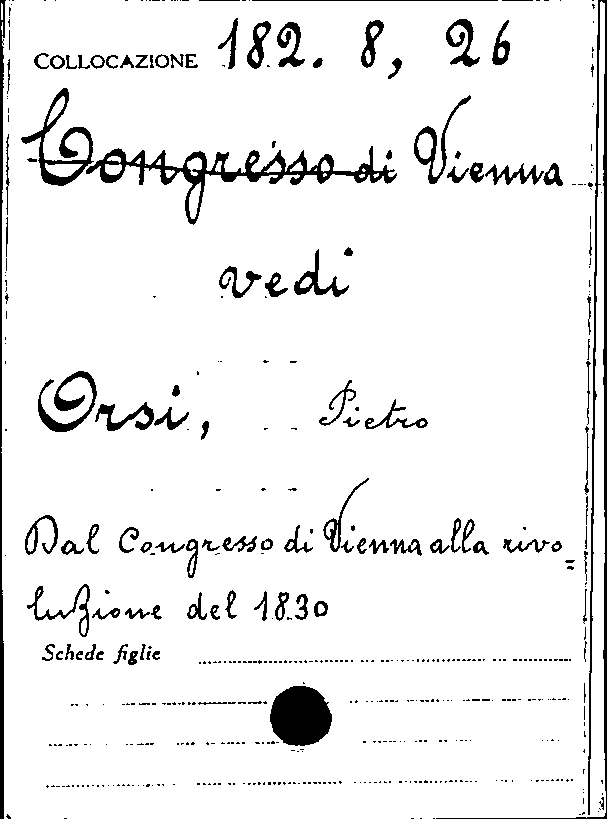 COLLOCAZIONE 182. 8, 26
Congresso di Vienna
vedi
Orsi, Pietro
Dal Congresso di Vienna alla rivo=
luzione del 1830
Schede figlie